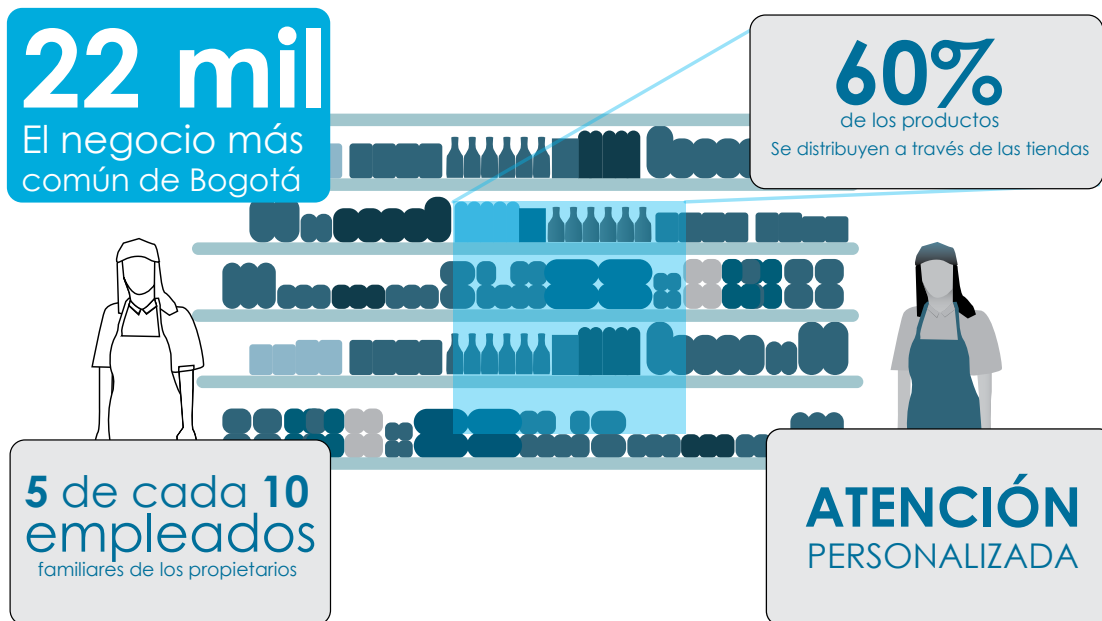 22 mil
El negocio más
común de Bogotá
60%
de los productos
Se distribuyen a través de las tiendas
5 de cada 10
empleados
familiares de los propietarios
ATENCIÓN
PERSONALIZADA